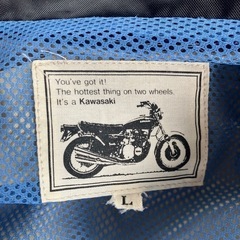 You've got it!
The hottest thing on two wheels.
It's a Kawasaki
L